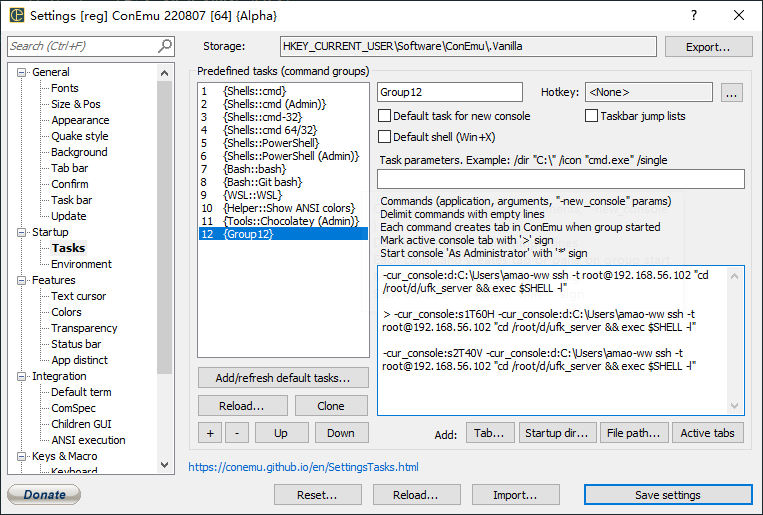 Settings [reg] ConEmu 220807 [64] {Alpha}
Search (Ctrl+F)
Storage:
HKEY_CURRENT_USER\Software\ConEmu\.Vanilla
Export...
General
Fonts
Size & Pos
Appearance
Quake style
Background
Tab bar
Confirm
Task bar
Update
Startup
Tasks
Environment
Features
Text cursor
Colors
Transparency
Status bar
App distinct
Integration
Default term
ComSpec
Children GUI
ANSI execution
Keys & Macro
Keyboard
Predefined tasks (command groups)
1 {Shells::cmd}
2 {Shells::cmd (Admin)}
3 {Shells::cmd-32}
4 {Shells::cmd 64/32}
5 {Shells::PowerShell}
6 {Shells::PowerShell (Admin)}
7 {Bash::bash}
8 {Bash::Git bash}
9 {WSL::WSL}
10 {Helper::Show ANSI colors}
11 {Tools::Chocolatey (Admin)}
12 {Group12}
Add/refresh default tasks...
Reload...
Clone
+
-
Up
Down
Group12
Hotkey:
<None>
...
Default task for new console
Taskbar jump lists
Default shell (Win+X)
Task parameters. Example: /dir "C:\" /icon "cmd.exe" /single
Commands (application, arguments, "-new_console" params)
Delimit commands with empty lines
Each command creates tab in ConEmu when group started
Mark active console tab with '>' sign
Start console 'As Administrator' with '*' sign
-cur_console:d:C:\Users\amao-ww ssh -t root@192.168.56.102 "cd
/root/d/ufk_server && exec $SHELL -l"
> -cur_console:s1T60H -cur_console:d:C:\Users\amao-ww ssh -t
root@192.168.56.102 "cd /root/d/ufk_server && exec $SHELL -l"
-cur_console:s2T40V -cur_console:d:C:\Users\amao-ww ssh -t
root@192.168.56.102 "cd /root/d/ufk_server && exec $SHELL -l"
Add:
Tab...
Startup dir...
File path...
Active tabs
https://conemu.github.io/en/SettingsTasks.html
Donate
Reset...
Reload...
Import...
Save settings